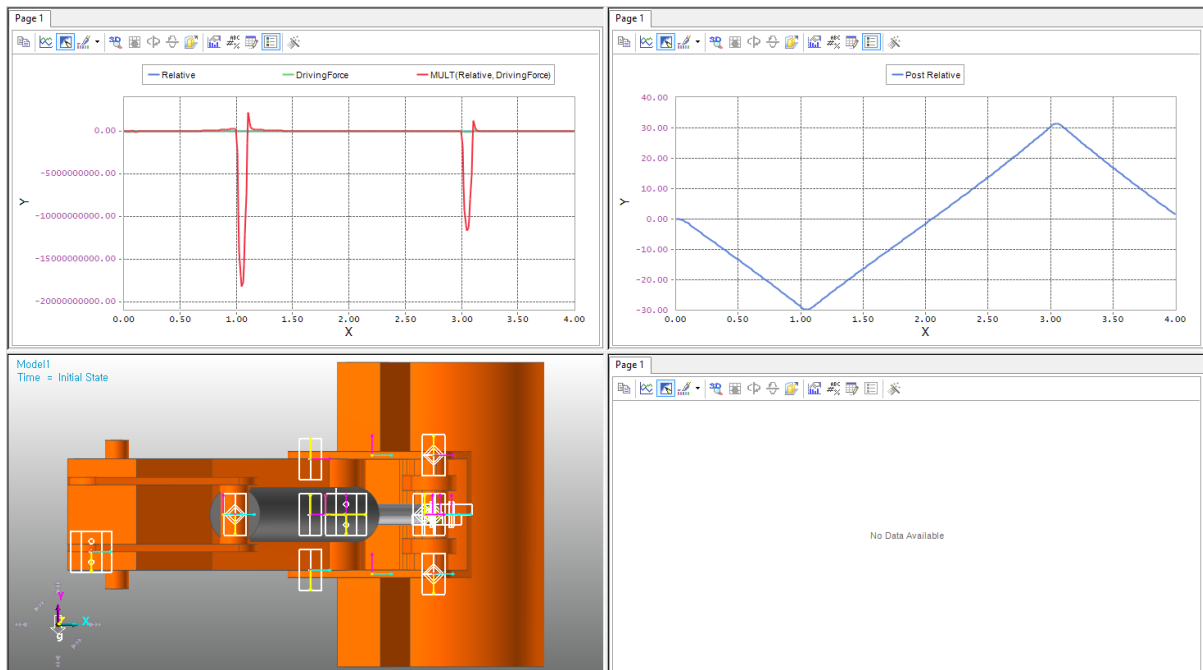 Page 1
Relative DrivingForce MULT(Relative, DrivingForce)
0.00
-5000000000.00
-10000000000.00
-15000000000.00
-20000000000.00
Y
0.00 0.50 1.00 1.50 2.00 2.50 3.00 3.50 4.00
X
Page 1
Post Relative
40.00
30.00
20.00
10.00
0.00
-10.00
-20.00
-30.00
Y
0.00 0.50 1.00 1.50 2.00 2.50 3.00 3.50 4.00
X
Model1
Time = Initial State
Y
X
g
Page 1
No Data Available